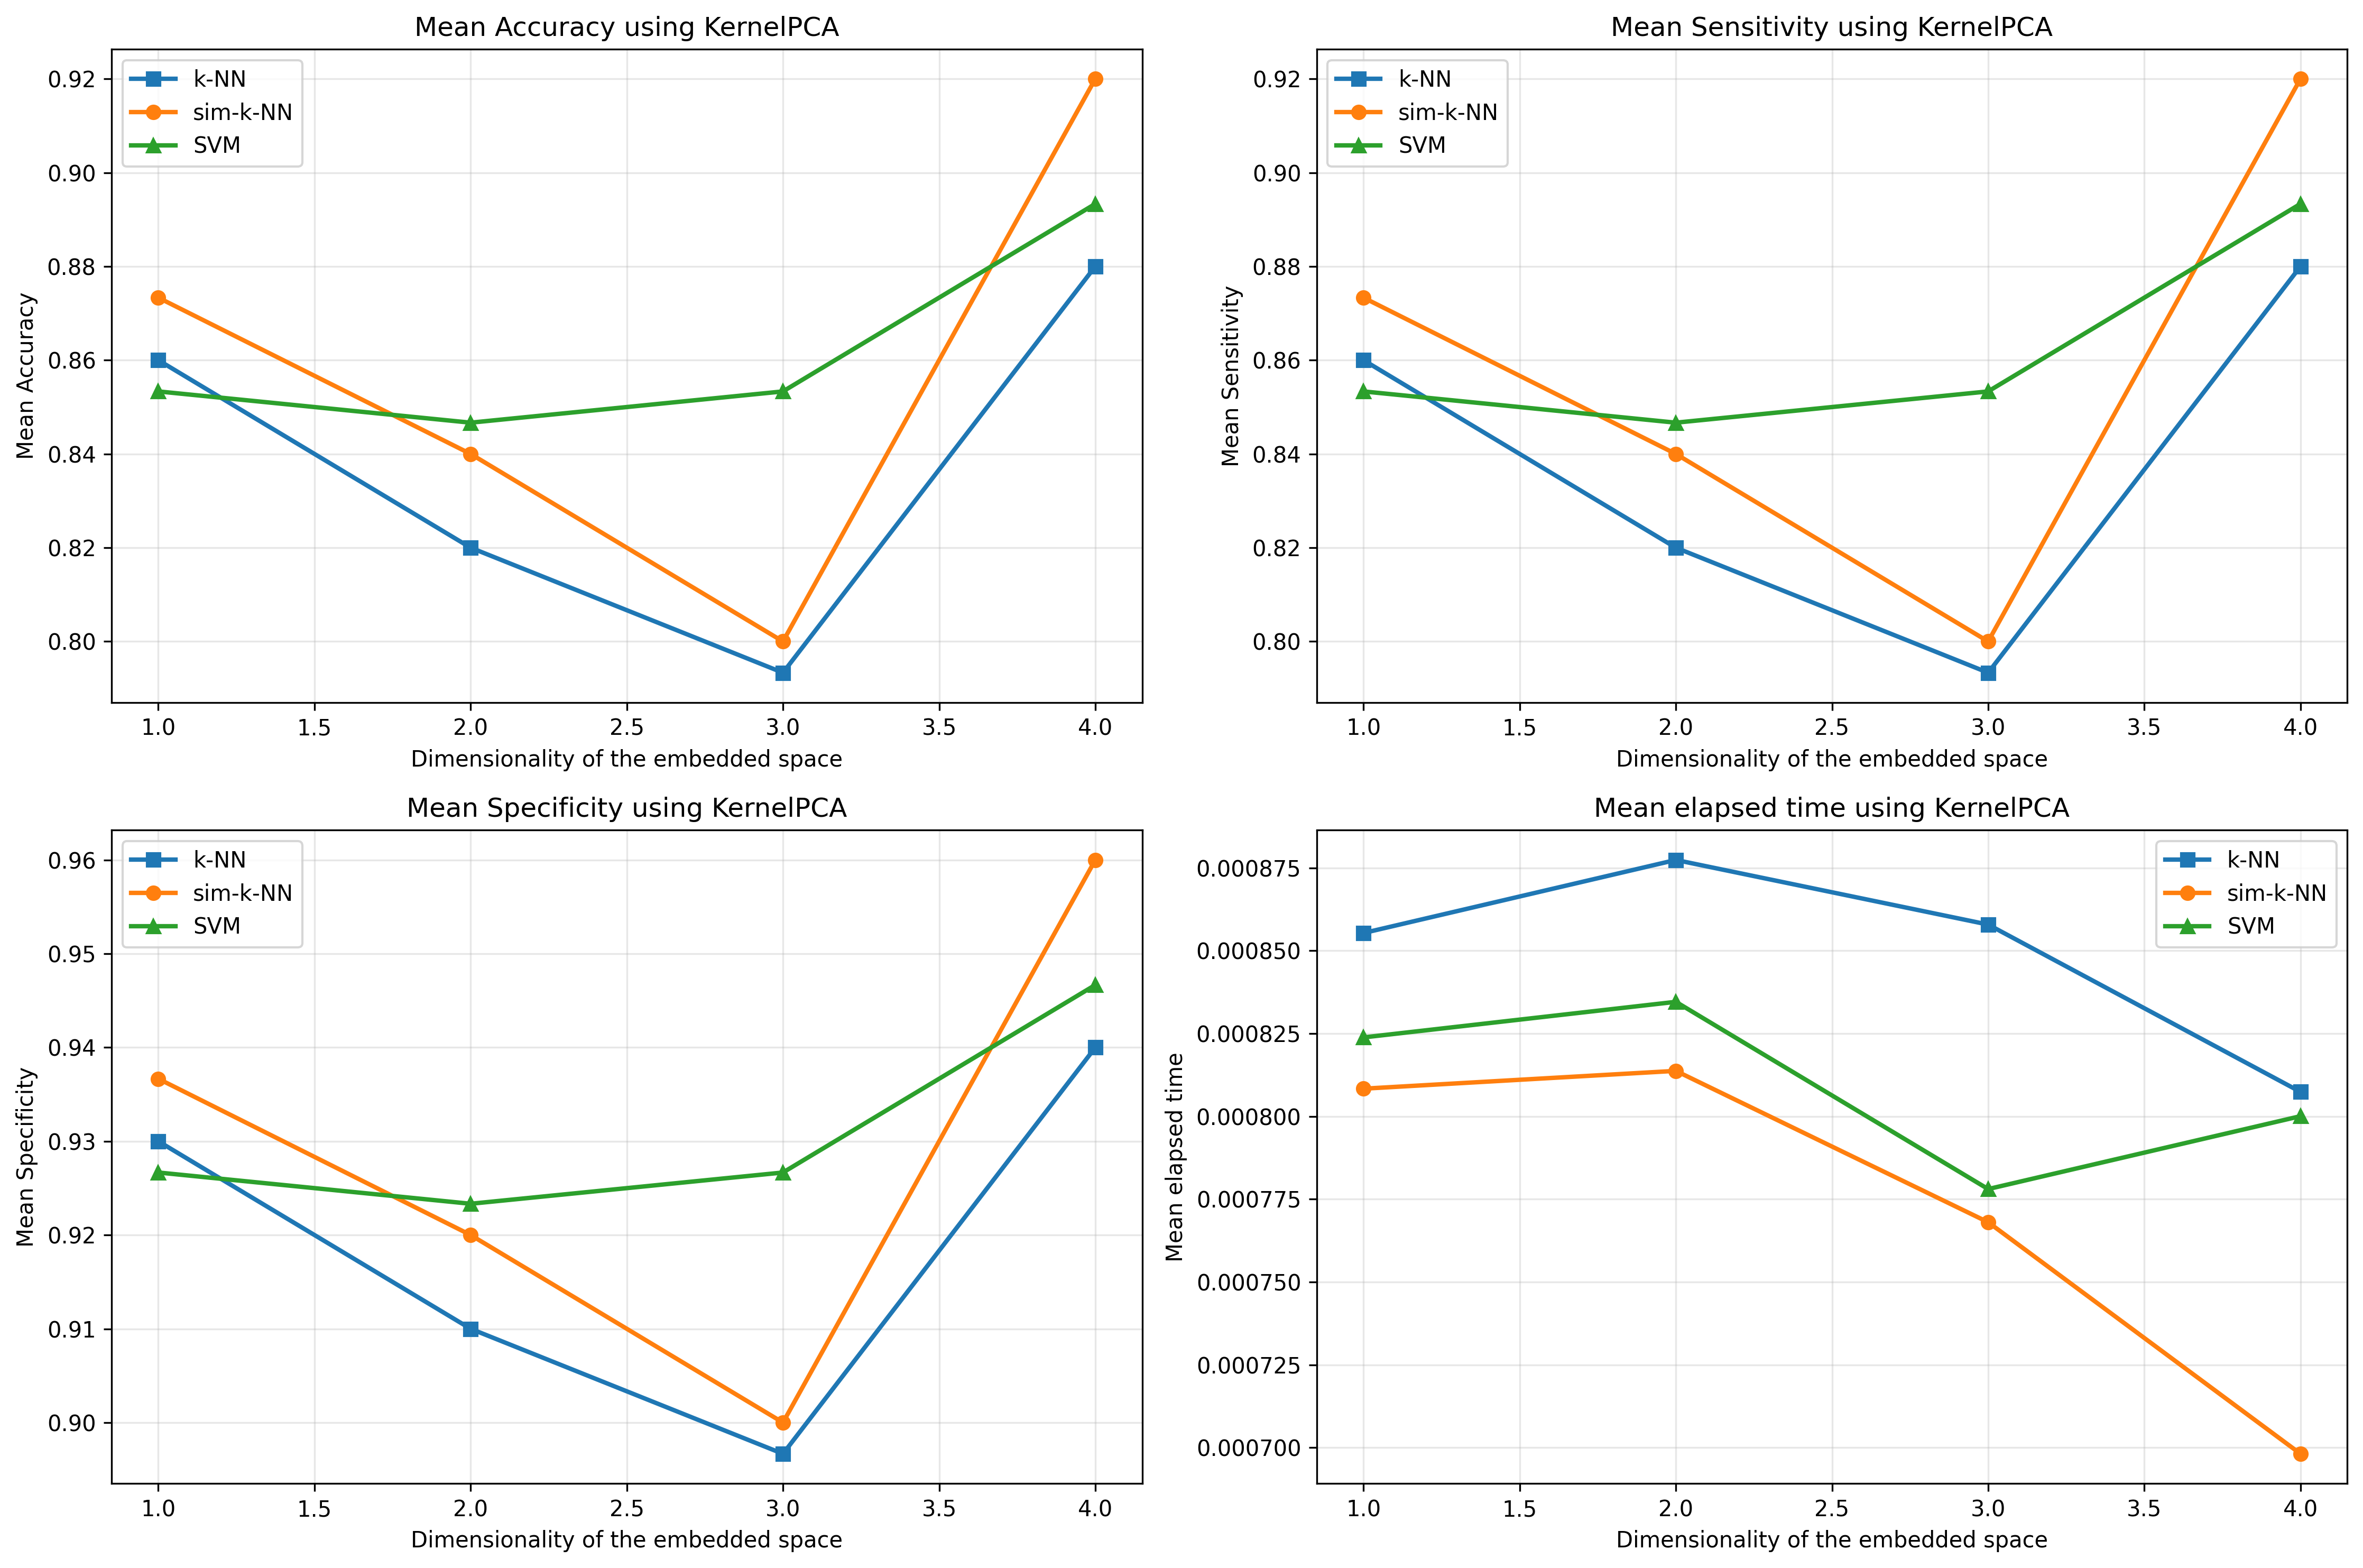 Mean Accuracy using KernelPCA
k-NN
sim-k-NN
SVM
0.92
0.90
0.88
0.86
0.84
0.82
0.80
Mean Accuracy
1.0 1.5 2.0 2.5 3.0 3.5 4.0
Dimensionality of the embedded space
Mean Sensitivity using KernelPCA
k-NN
sim-k-NN
SVM
0.92
0.90
0.88
0.86
0.84
0.82
0.80
Mean Sensitivity
1.0 1.5 2.0 2.5 3.0 3.5 4.0
Dimensionality of the embedded space
Mean Specificity using KernelPCA
k-NN
sim-k-NN
SVM
0.96
0.95
0.94
0.93
0.92
0.91
0.90
Mean Specificity
1.0 1.5 2.0 2.5 3.0 3.5 4.0
Dimensionality of the embedded space
Mean elapsed time using KernelPCA
k-NN
sim-k-NN
SVM
0.000875
0.000850
0.000825
0.000800
0.000775
0.000750
0.000725
0.000700
Mean elapsed time
1.0 1.5 2.0 2.5 3.0 3.5 4.0
Dimensionality of the embedded space